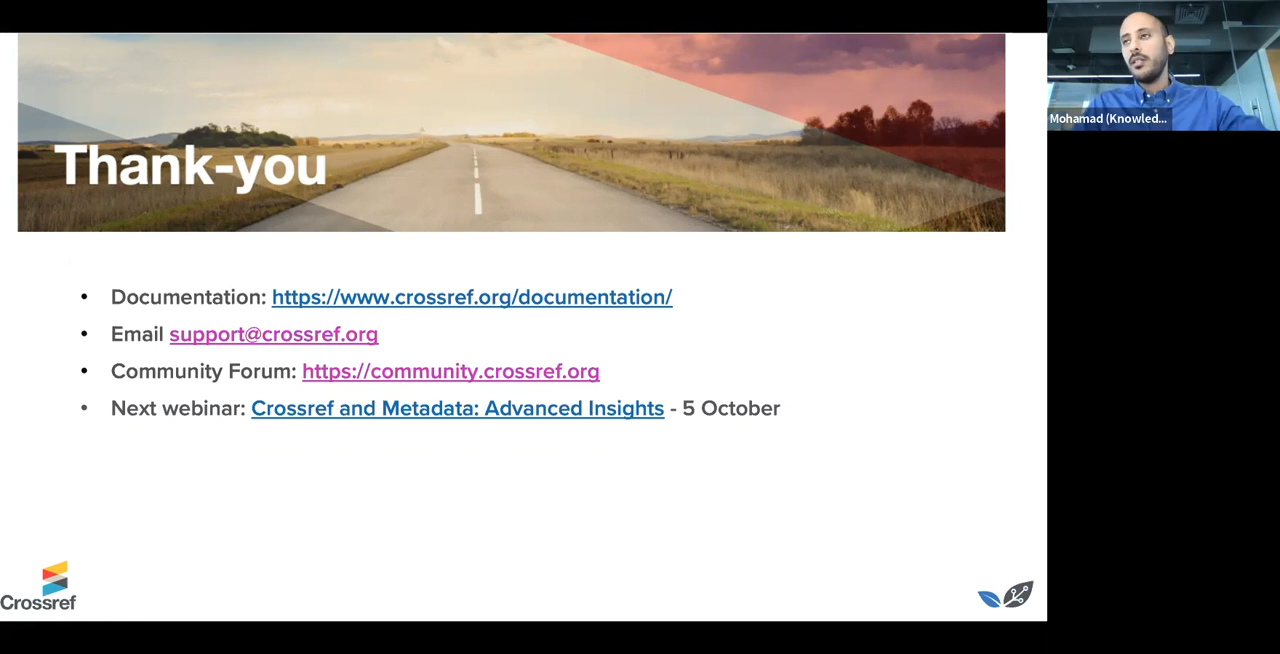 Thank-you
• Documentation: https://www.crossref.org/documentation/
• Email support@crossref.org
• Community Forum: https://community.crossref.org
• Next webinar: Crossref and Metadata: Advanced Insights - 5 October
Crossref
Mohamad (Knowled...